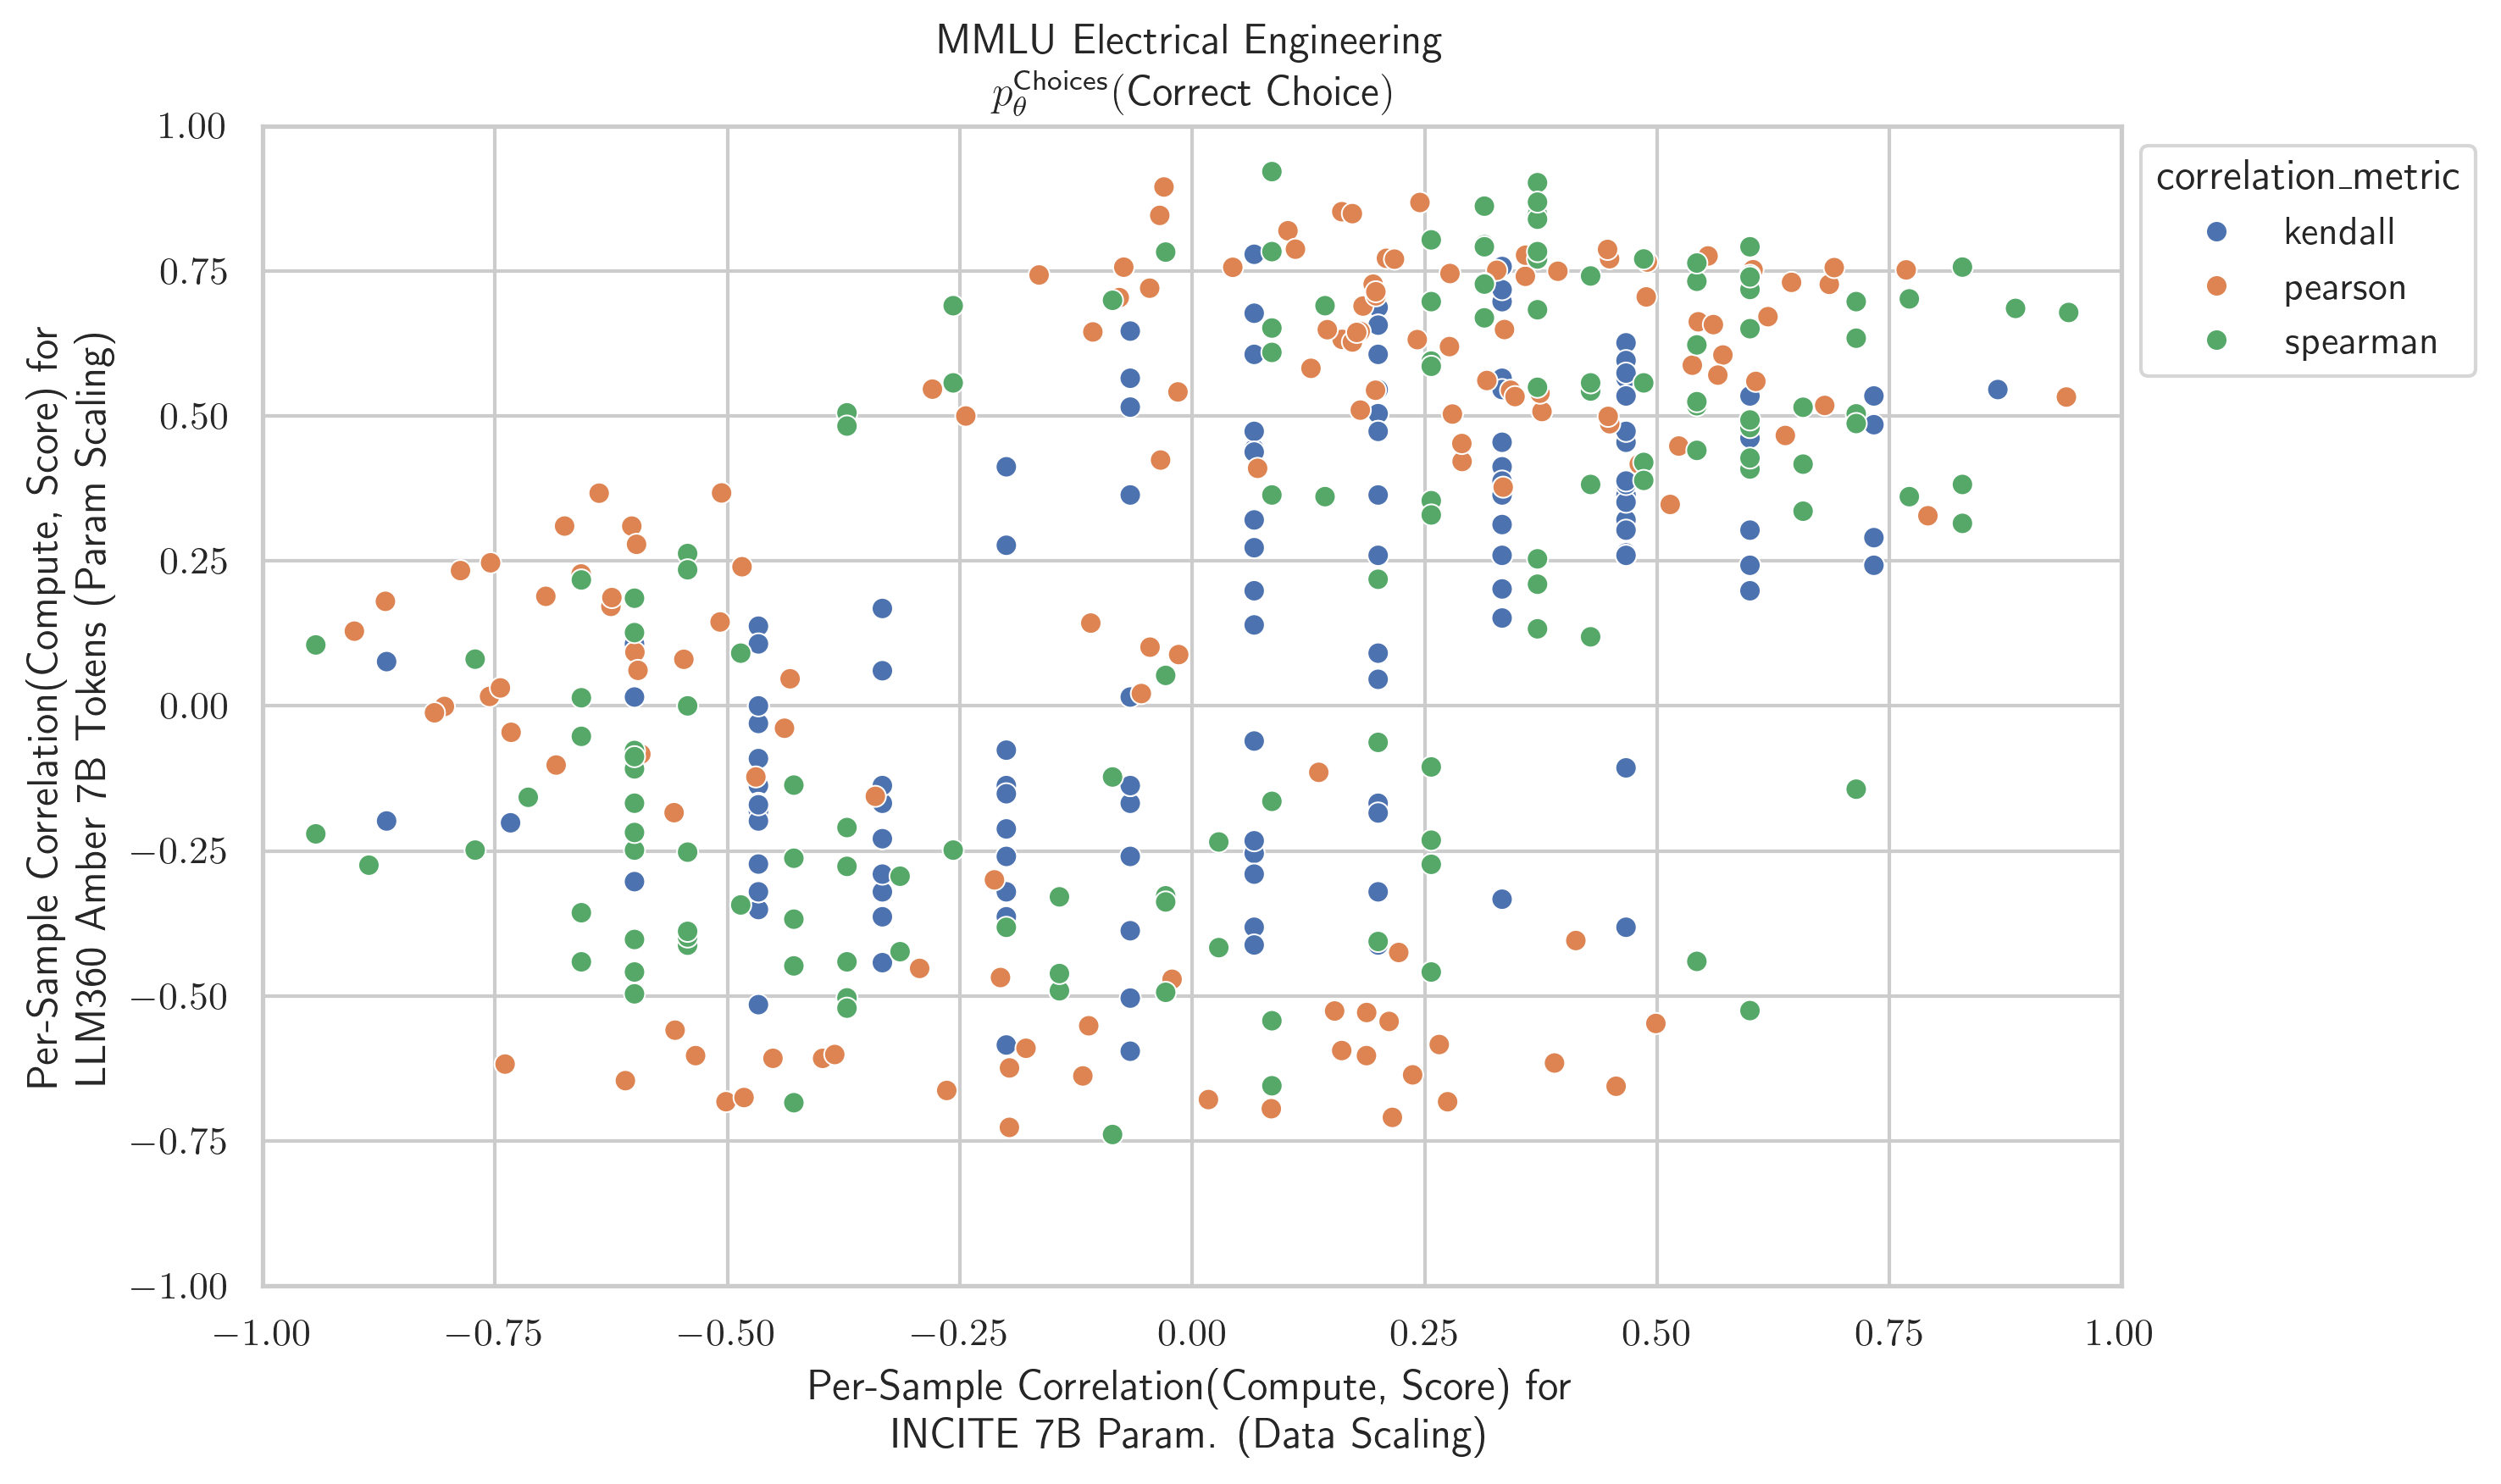 MMLU Electrical Engineering
p_θ^Choices(Correct Choice)
1.00
0.75
0.50
0.25
0.00
−0.25
−0.50
−0.75
−1.00
Per-Sample Correlation(Compute, Score) for
LLM360 Amber 7B Tokens (Param Scaling)
correlation_metric
kendall
pearson
spearman
−1.00 −0.75 −0.50 −0.25 0.00 0.25 0.50 0.75 1.00
Per-Sample Correlation(Compute, Score) for
INCITE 7B Param. (Data Scaling)